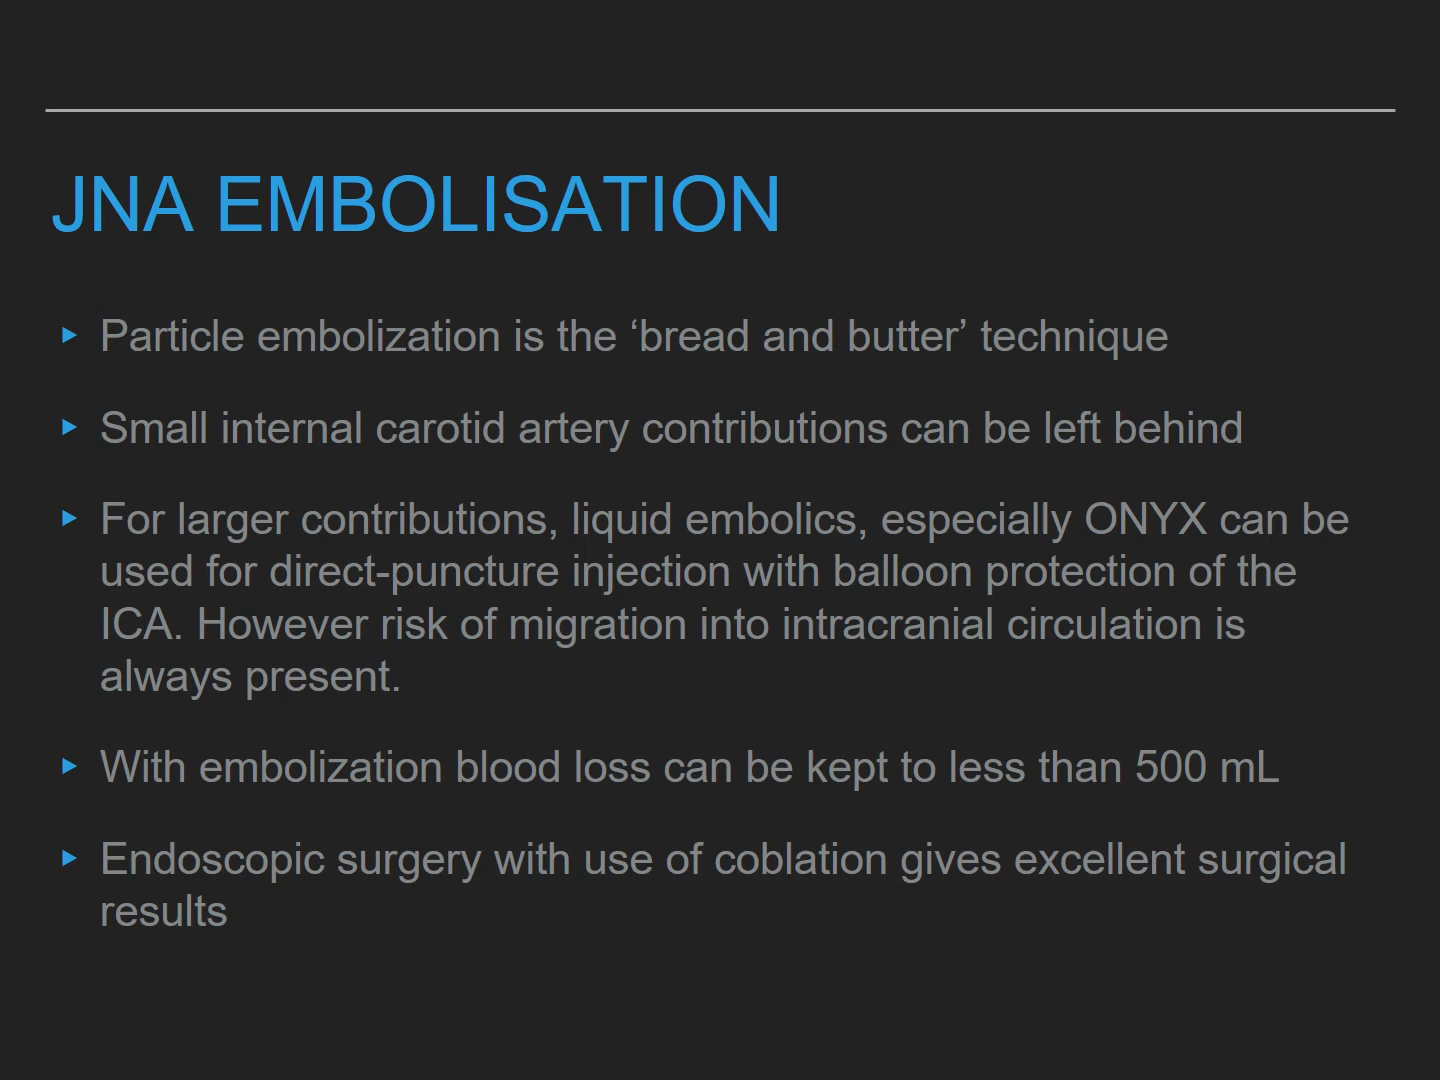 JNA EMBOLISATION
Particle embolization is the ‘bread and butter’ technique
Small internal carotid artery contributions can be left behind
For larger contributions, liquid embolics, especially ONYX can be
used for direct-puncture injection with balloon protection of the
ICA. However risk of migration into intracranial circulation is
always present.
With embolization blood loss can be kept to less than 500 mL
Endoscopic surgery with use of coblation gives excellent surgical
results